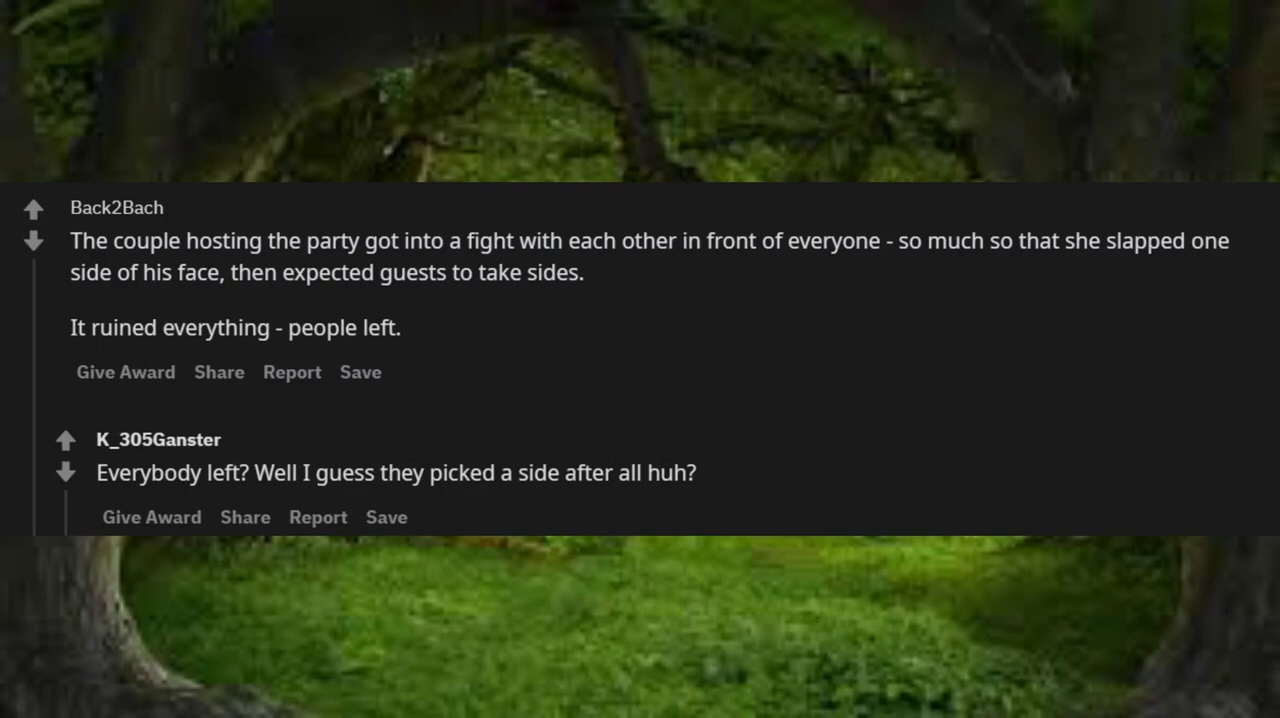 Back2Bach
The couple hosting the party got into a fight with each other in front of everyone - so much so that she slapped one
side of his face, then expected guests to take sides.
It ruined everything - people left.
Give Award Share Report Save
K_305Ganster
Everybody left? Well I guess they picked a side after all huh?
Give Award Share Report Save